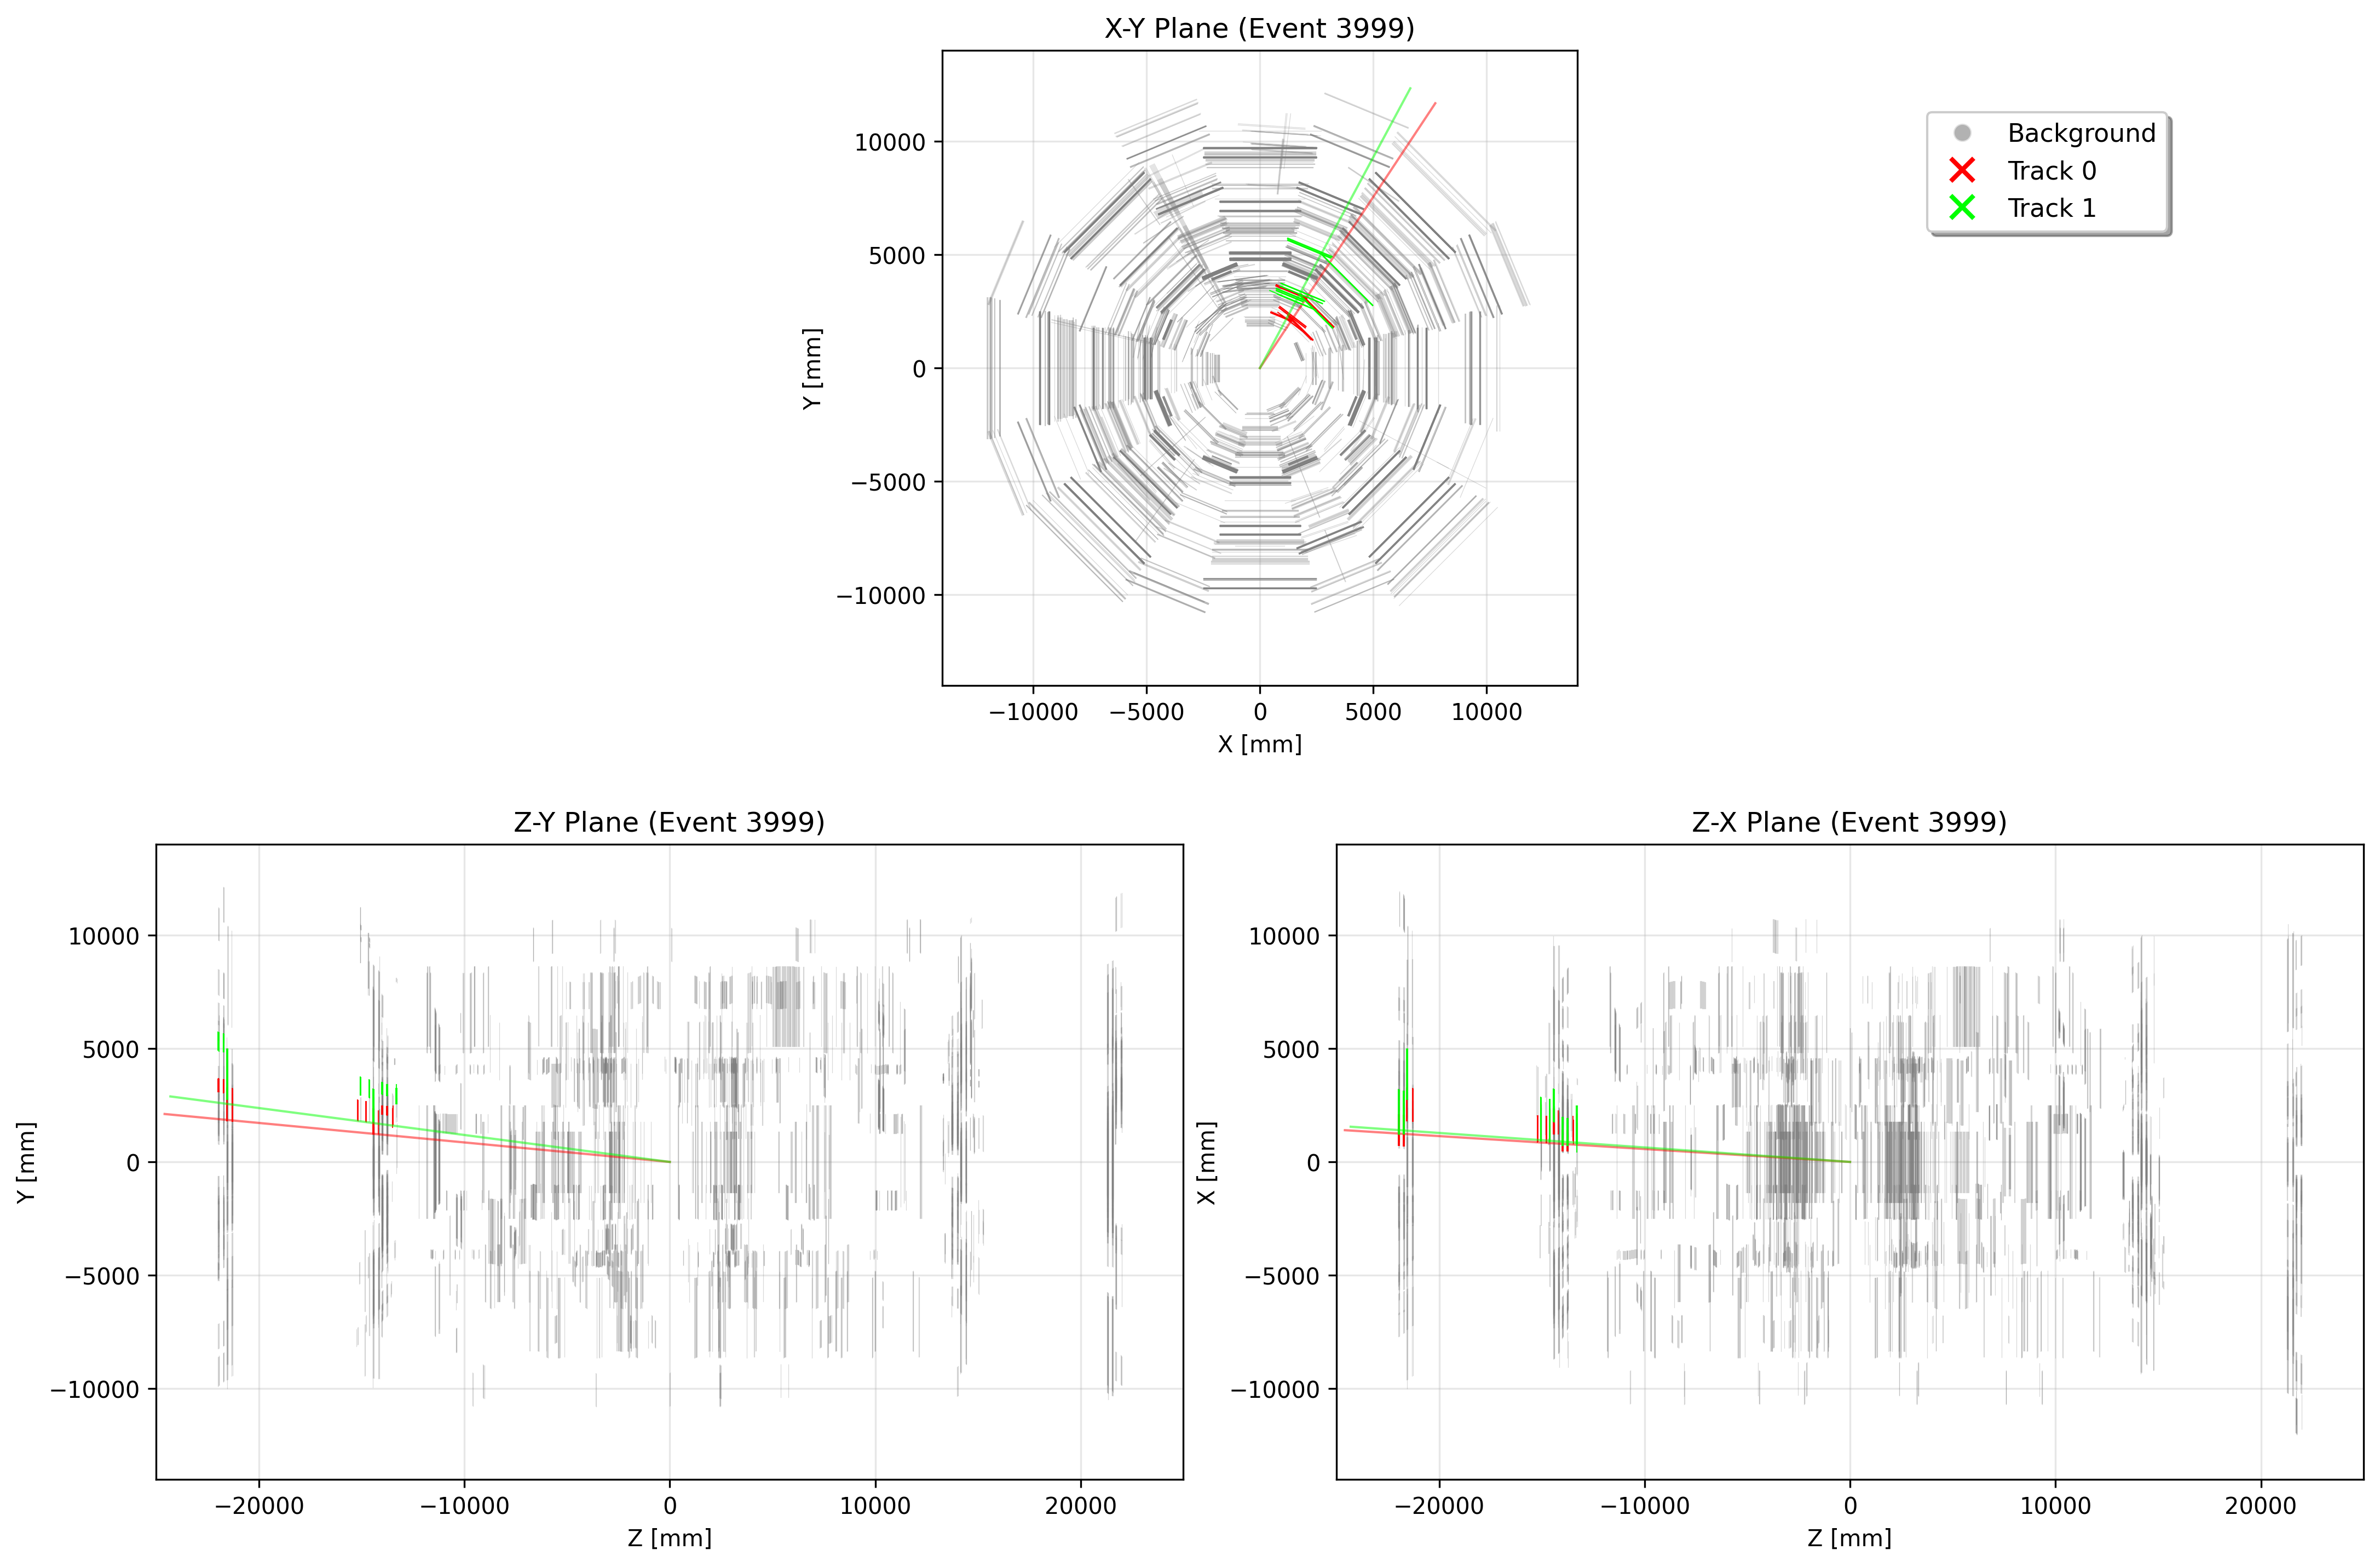 X-Y Plane (Event 3999)
Background
Track 0
Track 1
10000
5000
0
−5000
−10000
Y [mm]
−10000 −5000 0 5000 10000
X [mm]
Z-Y Plane (Event 3999)
10000
5000
0
−5000
−10000
Y [mm]
−20000 −10000 0 10000 20000
Z [mm]
Z-X Plane (Event 3999)
10000
5000
0
−5000
−10000
X [mm]
−20000 −10000 0 10000 20000
Z [mm]